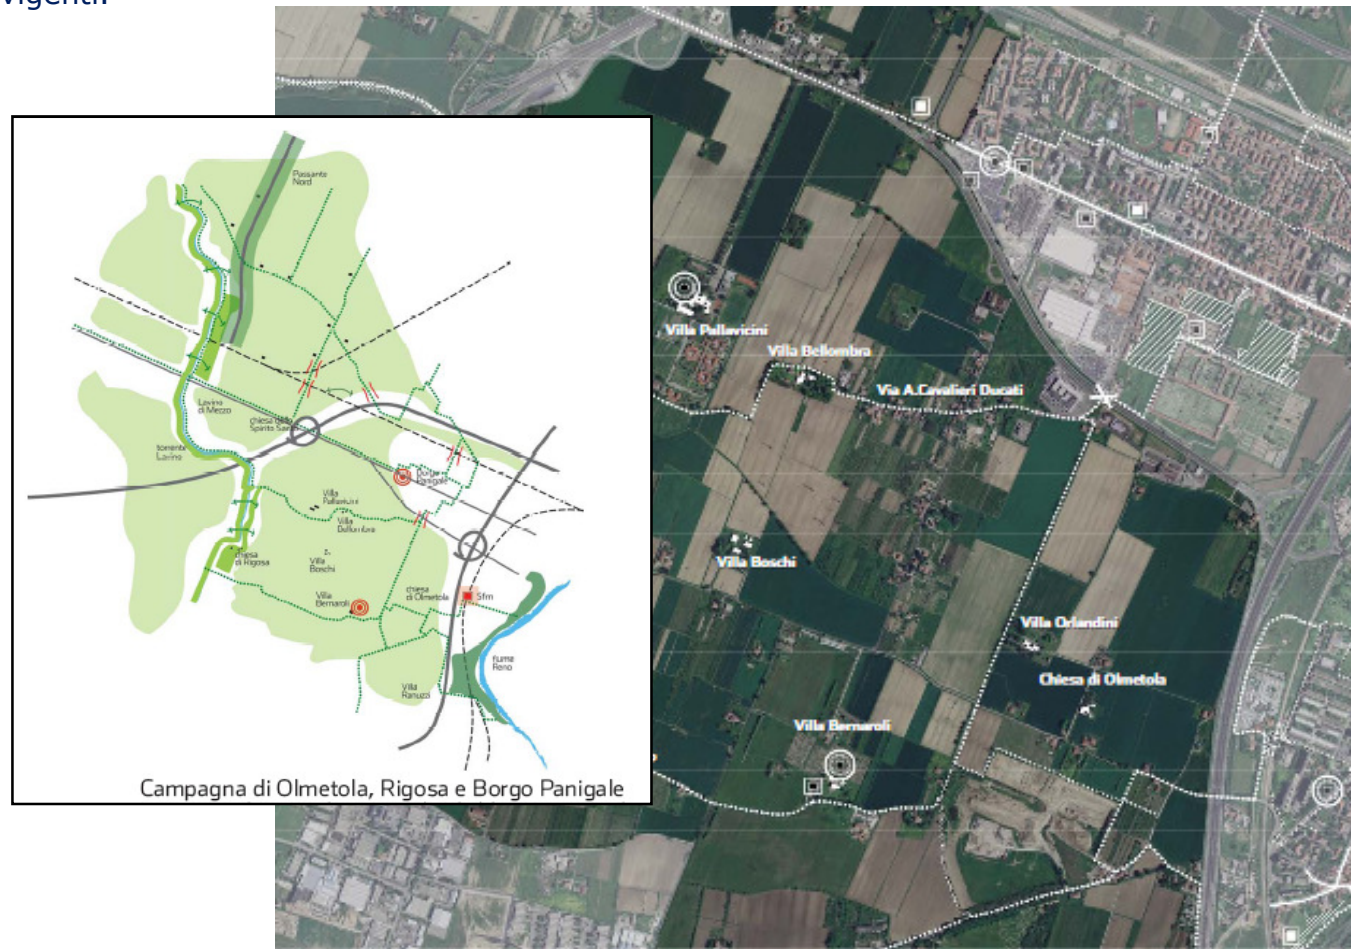 vigenti.
Passante
Nord
Lavino
di Mezzo
chiesa dello
Spirito Santo
torrente
Lavino
Borgo
Panigale
Villa
Pallavicini
Villa
Bellombra
chiesa
di Rigosa
Villa
Boschi
Villa
Bernaroli
chiesa
di Olmetola
Sfm
fiume
Reno
Villa
Ranuzzi
Campagna di Olmetola, Rigosa e Borgo Panigale
Villa Pallavicini
Villa Bellombra
Via A.Cavalieri Ducati
Villa Boschi
Villa Orlandini
Chiesa di Olmetola
Villa Bernaroli